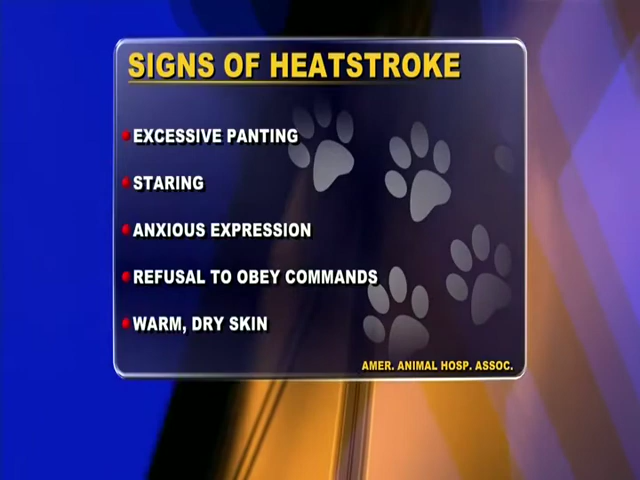 SIGNS OF HEATSTROKE
EXCESSIVE PANTING
STARING
ANXIOUS EXPRESSION
REFUSAL TO OBEY COMMANDS
WARM, DRY SKIN
AMER. ANIMAL HOSP. ASSOC.